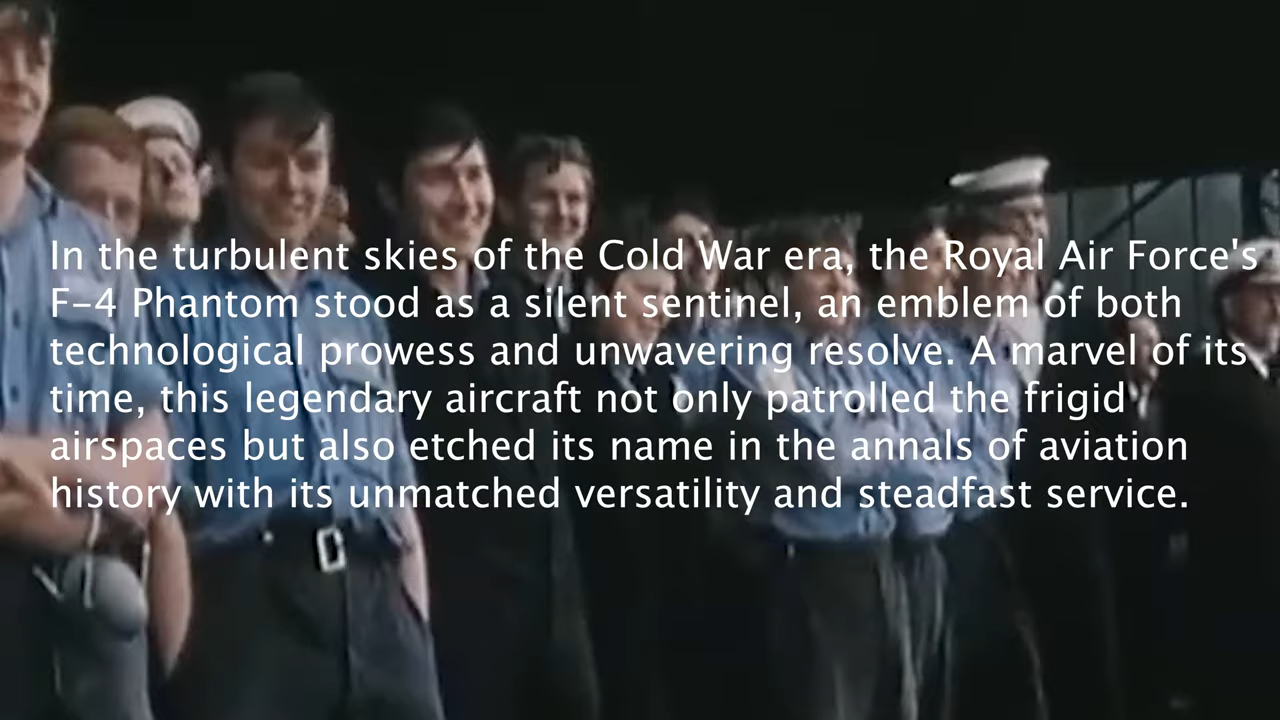 In the turbulent skies of the Cold War era, the Royal Air Force's
F-4 Phantom stood as a silent sentinel, an emblem of both
technological prowess and unwavering resolve. A marvel of its
time, this legendary aircraft not only patrolled the frigid
airspaces but also etched its name in the annals of aviation
history with its unmatched versatility and steadfast service.